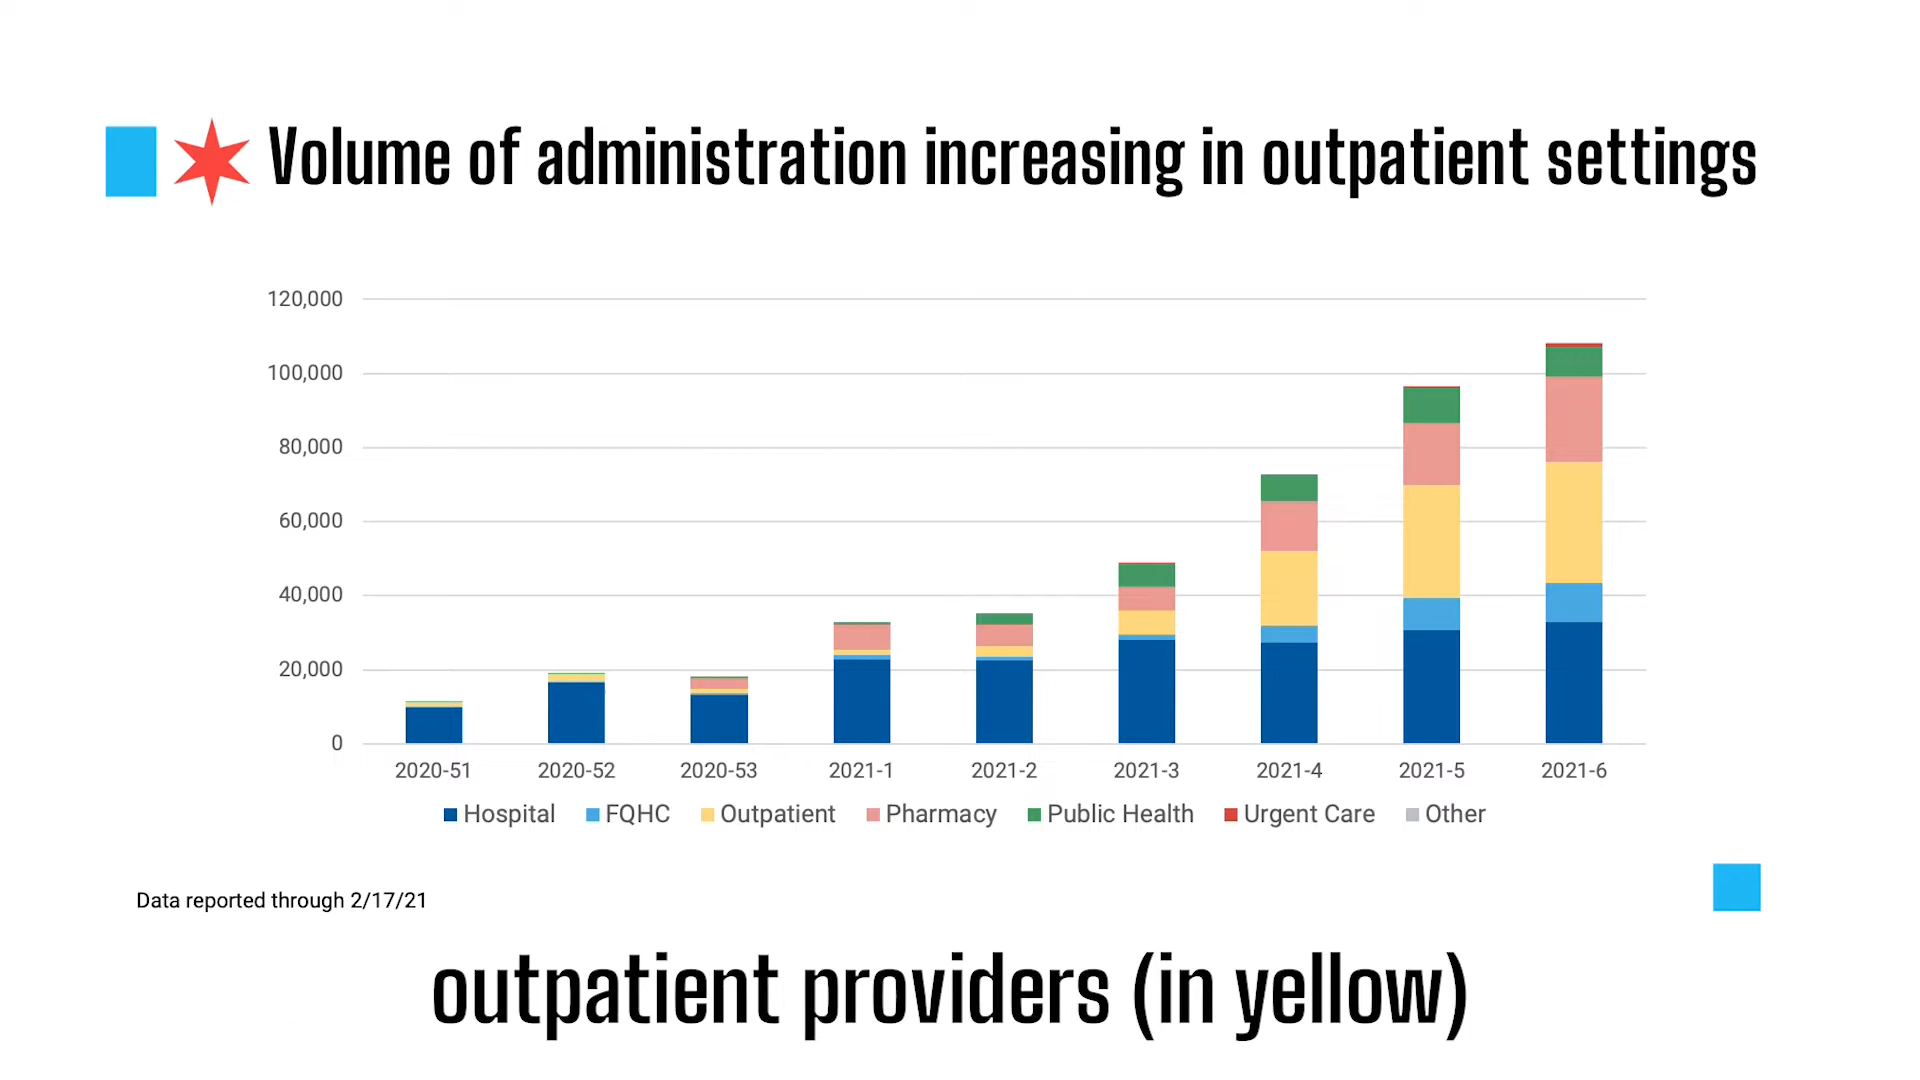 Volume of administration increasing in outpatient settings
120,000
100,000
80,000
60,000
40,000
20,000
0
2020-51 2020-52 2020-53 2021-1 2021-2 2021-3 2021-4 2021-5 2021-6
Hospital FQHC Outpatient Pharmacy Public Health Urgent Care Other
Data reported through 2/17/21
outpatient providers (in yellow)